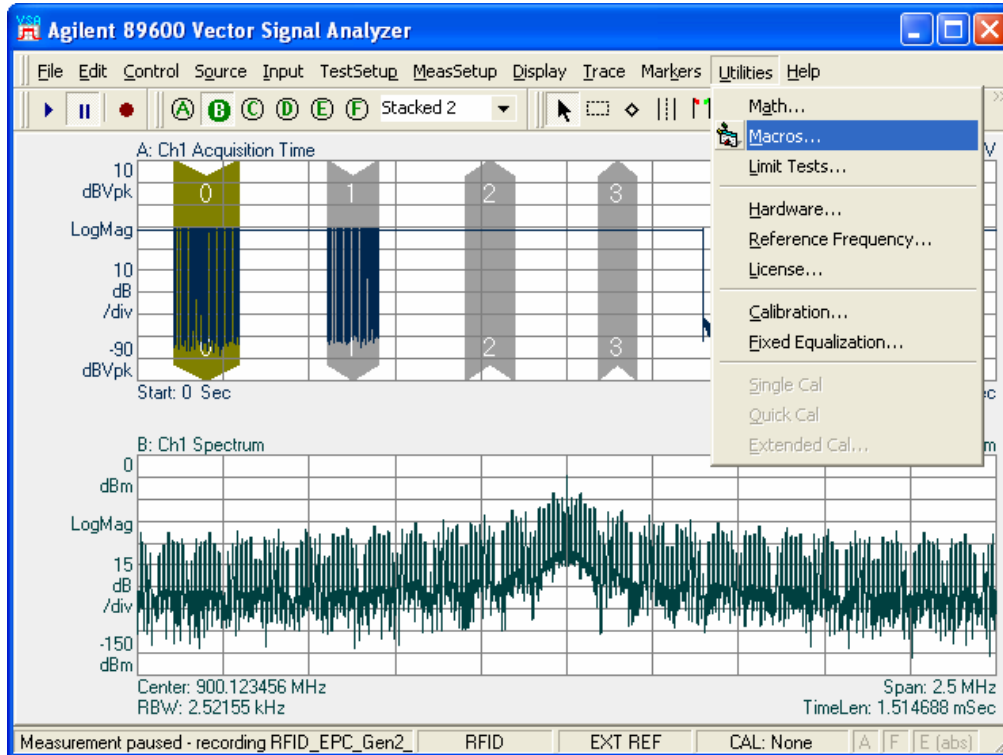 VSA Agilent 89600 Vector Signal Analyzer
File Edit Control Source Input TestSetup MeasSetup Display Trace Markers Utilities Help
A B C D E F Stacked 2
Math...
Macros...
Limit Tests...
Hardware...
Reference Frequency...
License...
Calibration...
Fixed Equalization...
Single Cal
Quick Cal
Extended Cal...
A: Ch1 Acquisition Time
V
10
dBVpk
LogMag
10
dB
/div
-90
dBVpk
0 1 2 3
0 1 2 3
Start: 0 Sec
ec
B: Ch1 Spectrum
m
0
dBm
LogMag
15
dB
/div
-150
dBm
Center: 900.123456 MHz
Span: 2.5 MHz
RBW: 2.52155 kHz
TimeLen: 1.514688 mSec
Measurement paused - recording RFID_EPC_Gen2_ RFID EXT REF CAL: None A F E (abs)